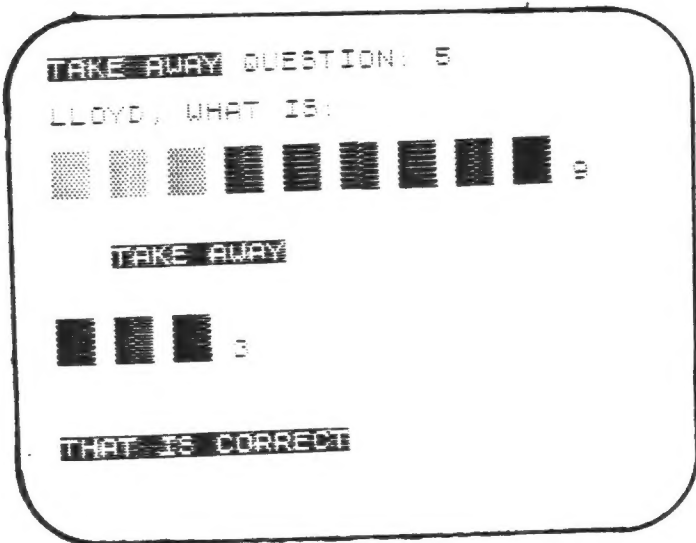 TAKE AWAY QUESTION: 5
LLOYD, WHAT IS:
9
TAKE AWAY
3
THAT IS CORRECT